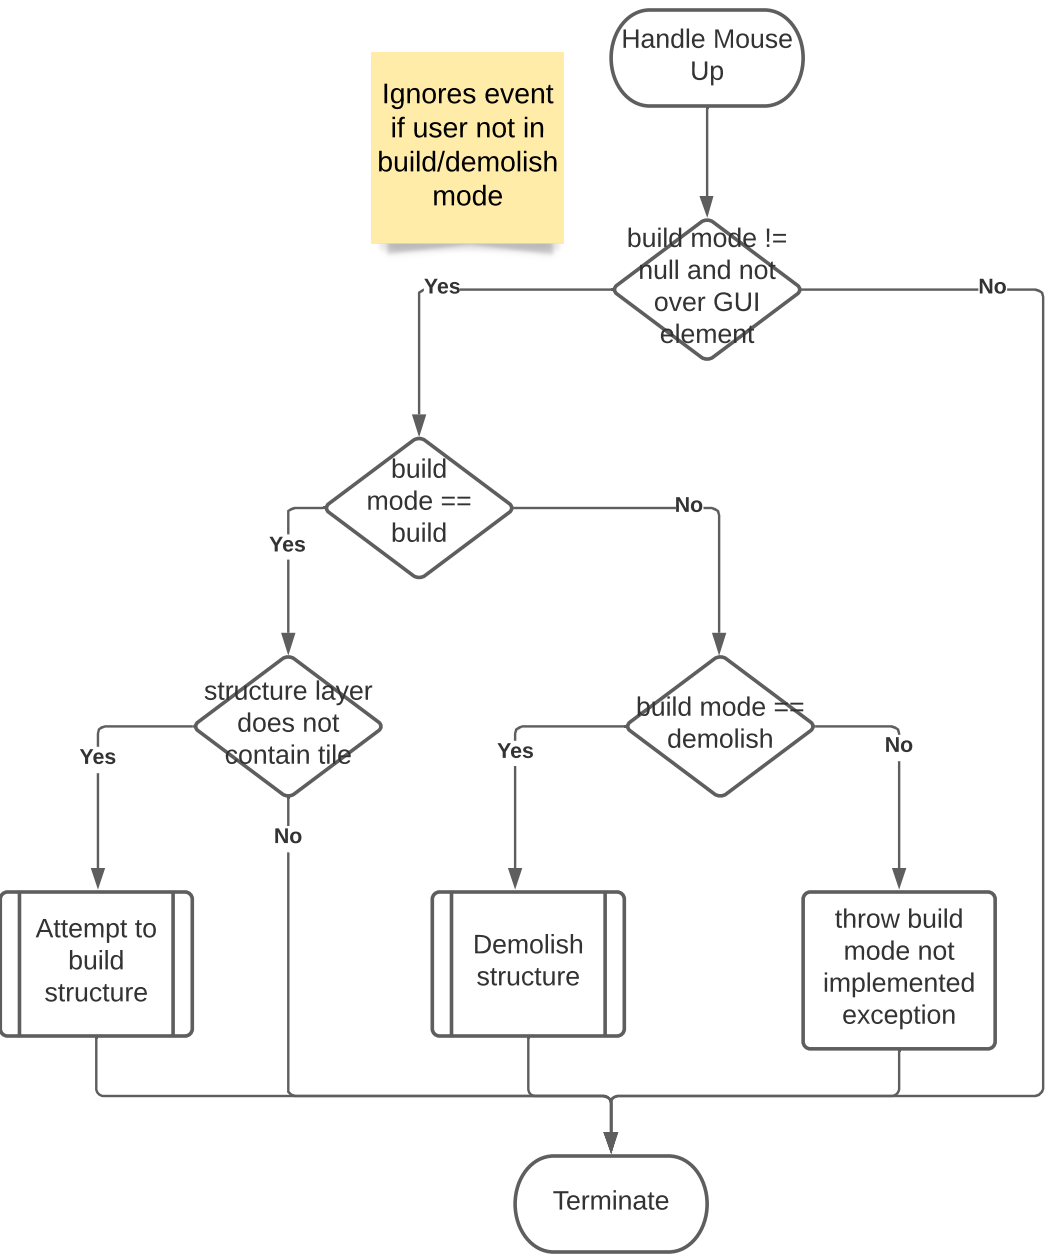 Handle Mouse
Up
Ignores event
if user not in
build/demolish
mode
build mode !=
null and not
over GUI
element
Yes
No
build
mode ==
build
Yes
No
structure layer
does not
contain tile
build mode ==
demolish
Yes
No
Yes
No
Attempt to
build
structure
Demolish
structure
throw build
mode not
implemented
exception
Terminate